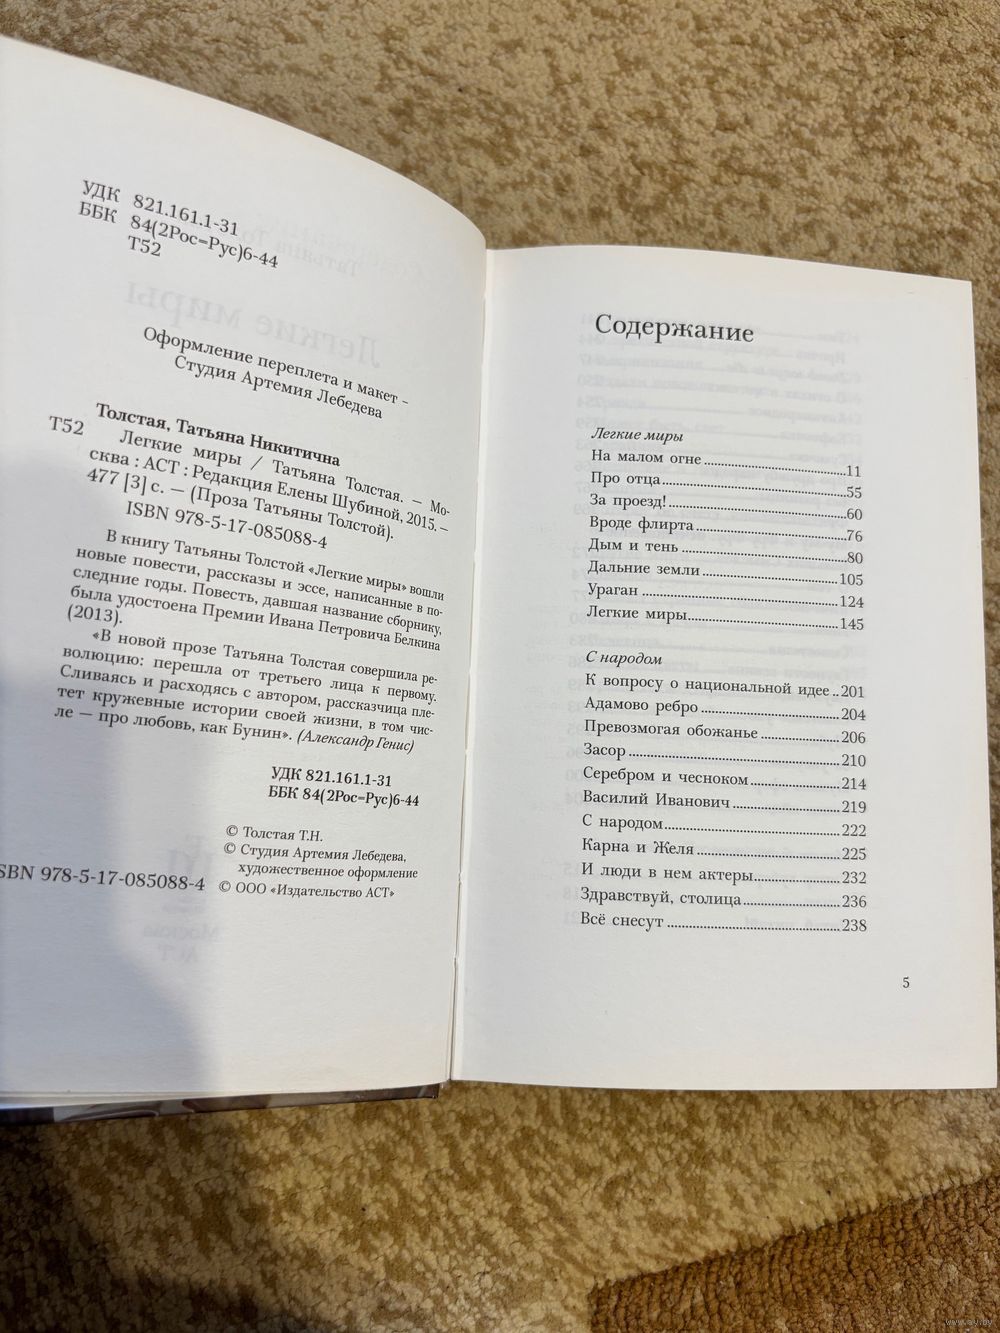 УДК 821.161.1-31
ББК 84(2Рос=Рус)6-44
Т52
Оформление переплета и макет –
Студия Артемия Лебедева
Толстая, Татьяна Никитична
Т52 Легкие миры / Татьяна Толстая. — Мо-
сква : АСТ : Редакция Елены Шубиной, 2015. –
477 [3] с. — (Проза Татьяны Толстой).
ISBN 978-5-17-085088-4
В книгу Татьяны Толстой «Легкие миры» вошли
новые повести, рассказы и эссе, написанные в по-
следние годы. Повесть, давшая название сборнику,
была удостоена Премии Ивана Петровича Белкина
(2013).
«В новой прозе Татьяна Толстая совершила ре-
волюцию: перешла от третьего лица к первому.
Сливаясь и расходясь с автором, рассказчица пле-
тет кружевные истории своей жизни, в том чис-
ле — про любовь, как Бунин». (Александр Генис)
УДК 821.161.1-31
ББК 84(2Рос=Рус)6-44
© Толстая Т.Н.
© Студия Артемия Лебедева,
художественное оформление
ISBN 978-5-17-085088-4 © ООО «Издательство АСТ»
Содержание
Легкие миры
На малом огне 11
Про отца 55
За проезд! 60
Вроде флирта 76
Дым и тень 80
Дальние земли 105
Ураган 124
Легкие миры 145
С народом
К вопросу о национальной идее 201
Адамово ребро 204
Превозмогая обожанье 206
Засор 210
Серебром и чесноком 214
Василий Иванович 219
С народом 222
Карна и Желя 225
И люди в нем актеры 232
Здравствуй, столица 236
Всё снесут 238
5
www.ay.by